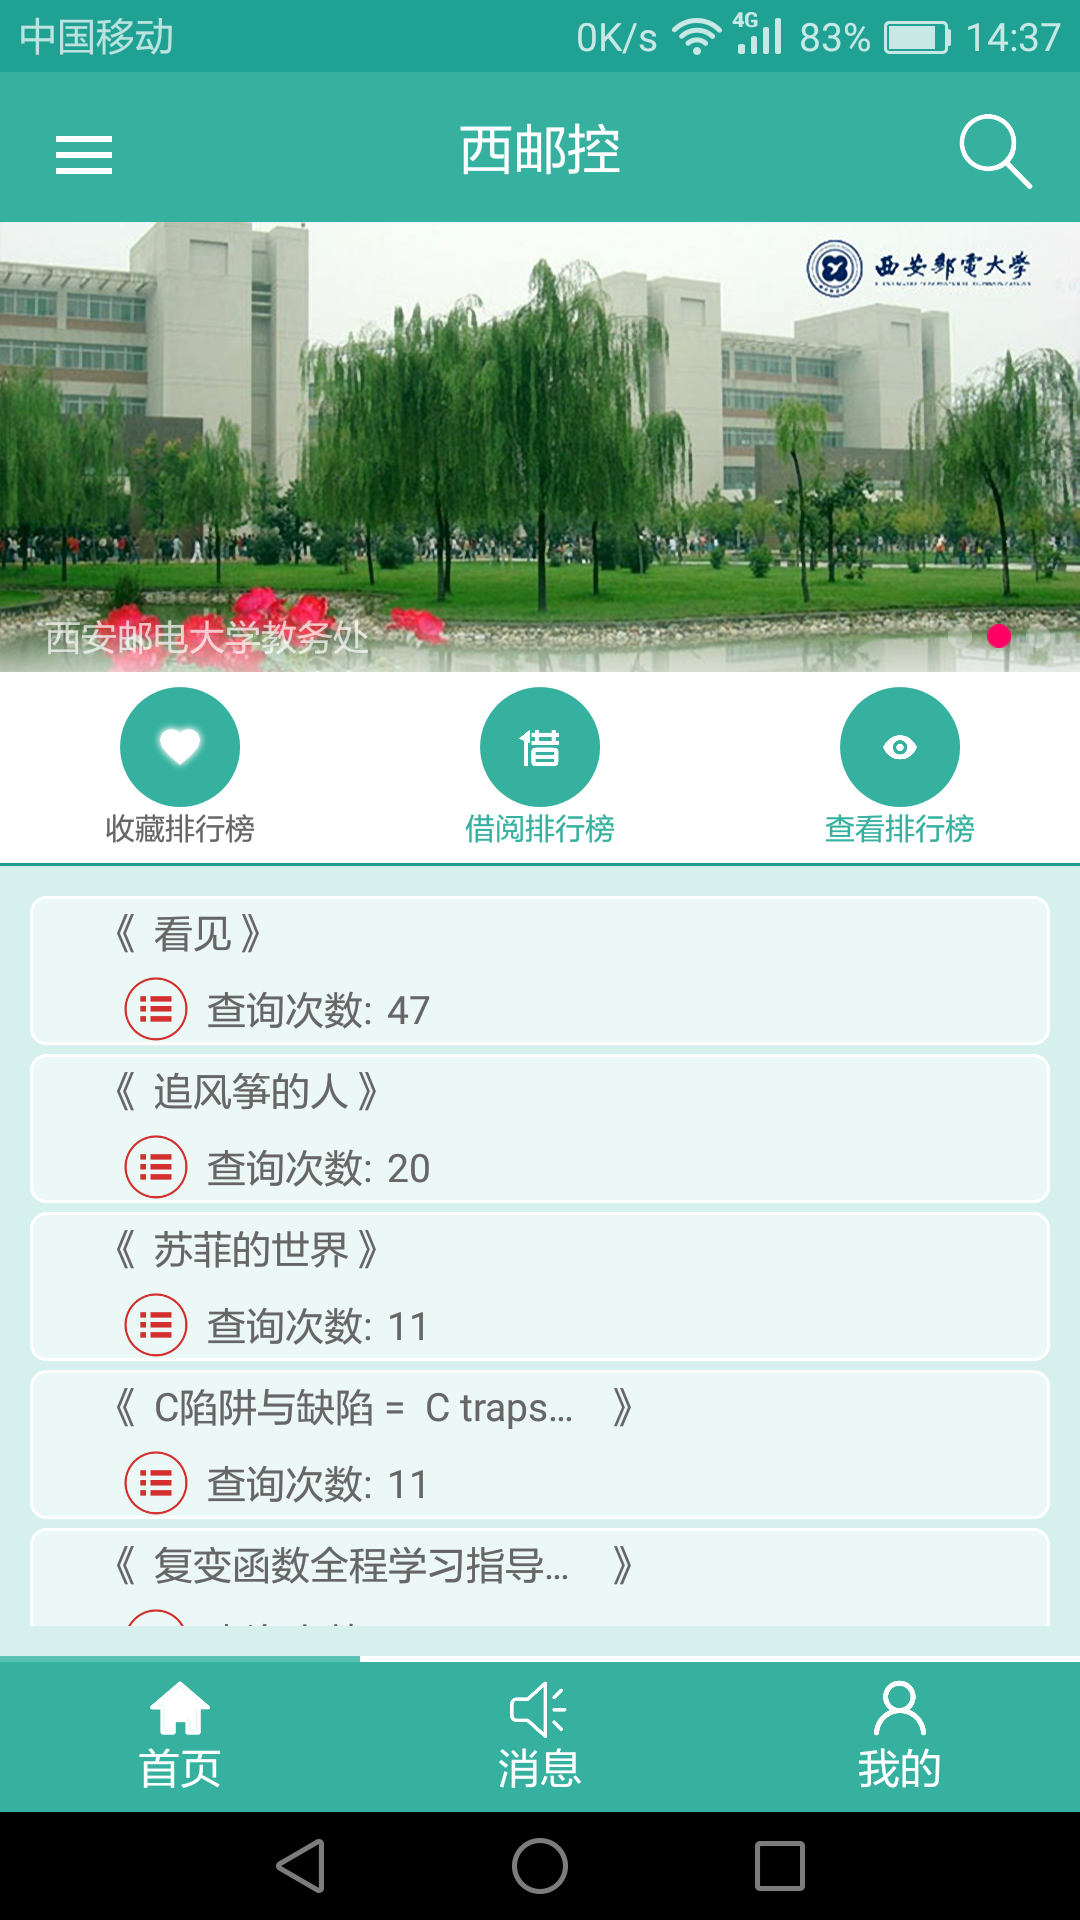 中国移动 0K/s 4G 83% 14:37
西邮控
西安邮电大学
西安邮电大学教务处
借
收藏排行榜 借阅排行榜 查看排行榜
《 看见 》
查询次数: 47
《 追风筝的人 》
查询次数: 20
《 苏菲的世界 》
查询次数: 11
《 C陷阱与缺陷 = C traps... 》
查询次数: 11
《 复变函数全程学习指导... 》
首页 消息 我的